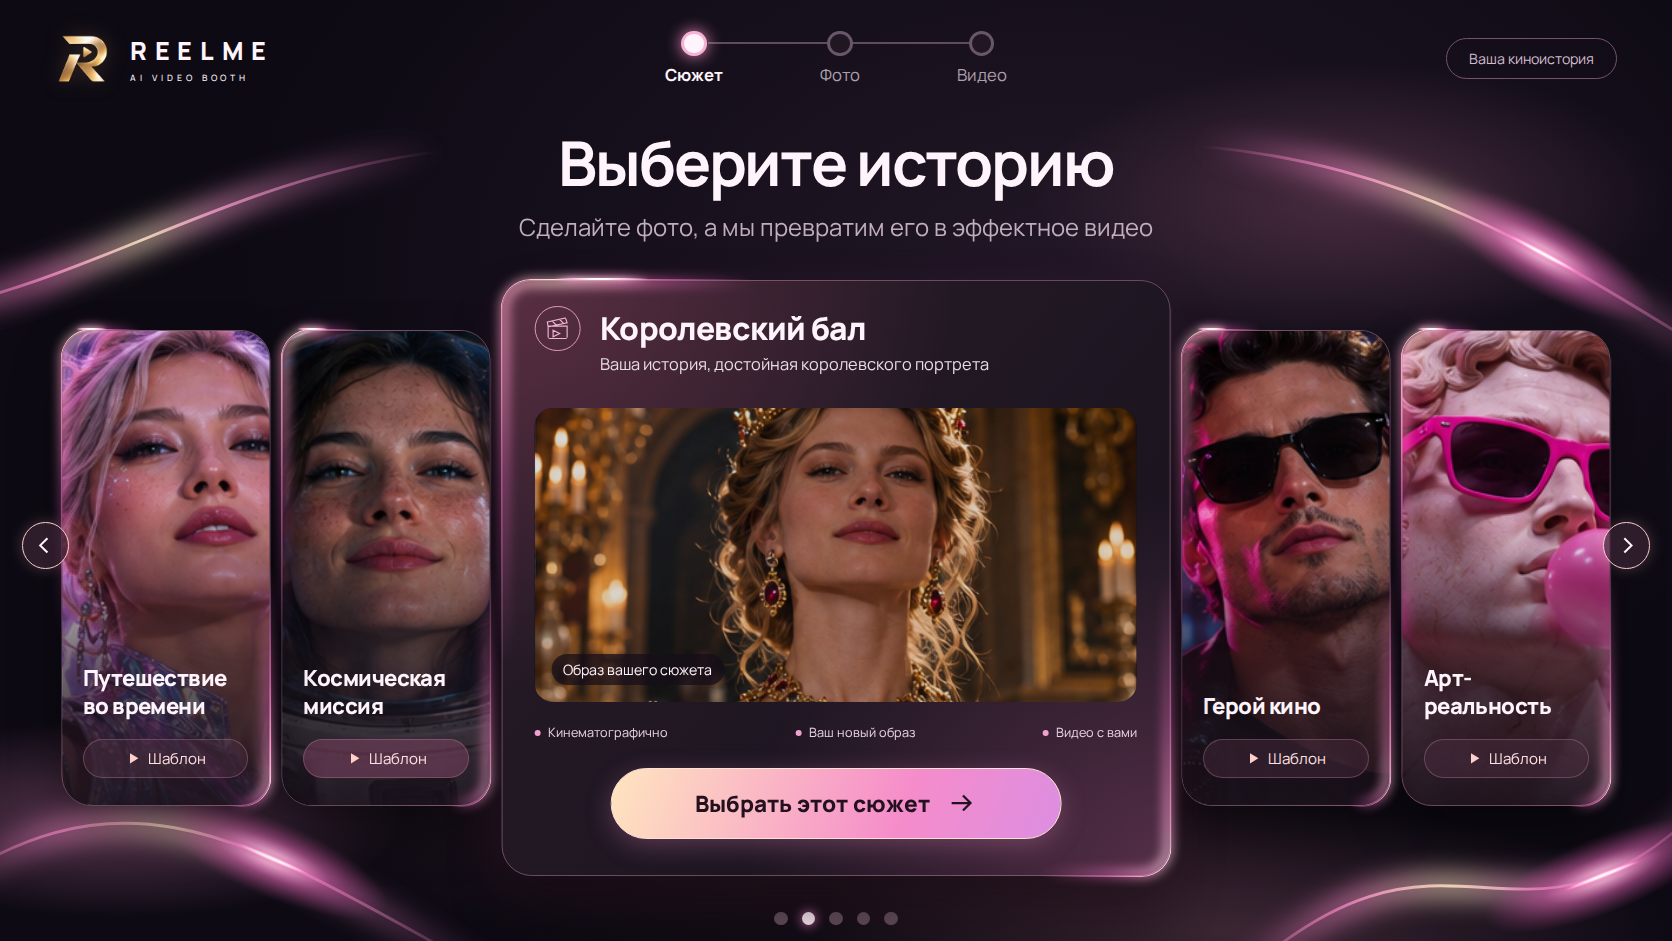 REELME
AI VIDEO BOOTH
Сюжет
Фото
Видео
Ваша киноистория
Выберите историю
Сделайте фото, а мы превратим его в эффектное видео
Королевский бал
Ваша история, достойная королевского портрета
Образ вашего сюжета
Кинематографично
Ваш новый образ
Видео с вами
Выбрать этот сюжет
Путешествие
во времени
Шаблон
Космическая
миссия
Шаблон
Герой кино
Шаблон
Арт-
реальность
Шаблон